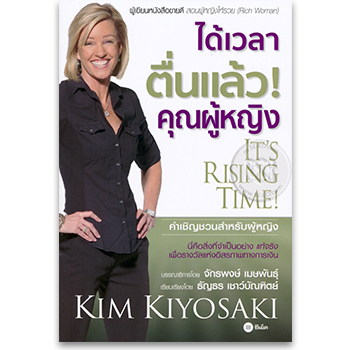 ผู้เขียนหนังสือขายดี สอนผู้หญิงให้รวย (Rich Woman)
ได้เวลา
ตื่นแล้ว!
คุณผู้หญิง
IT'S
RISING
TIME!
คำเชิญชวนสำหรับผู้หญิง
นี่คือสิ่งที่จำเป็นอย่าง แท้จริง
เพื่อรางวัลแห่งอิสรภาพทางการเงิน
บรรณาธิการโดย จักรพงษ์ เมษพันธุ์
เรียบเรียงโดย ธัญธร เชาว์บัณฑิตย์
KIM KIYOSAKI
ซีเอ็ด